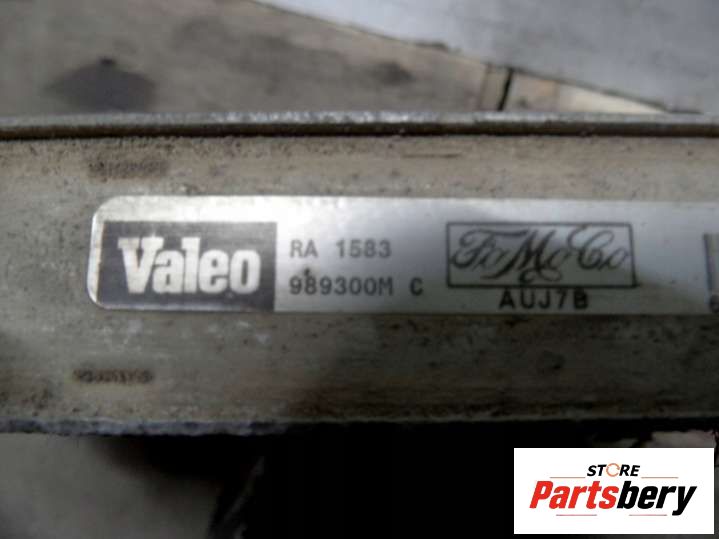 Valeo
RA 1583
989300M C
FoMoCo
AUJ7B
STORE
Partsbery